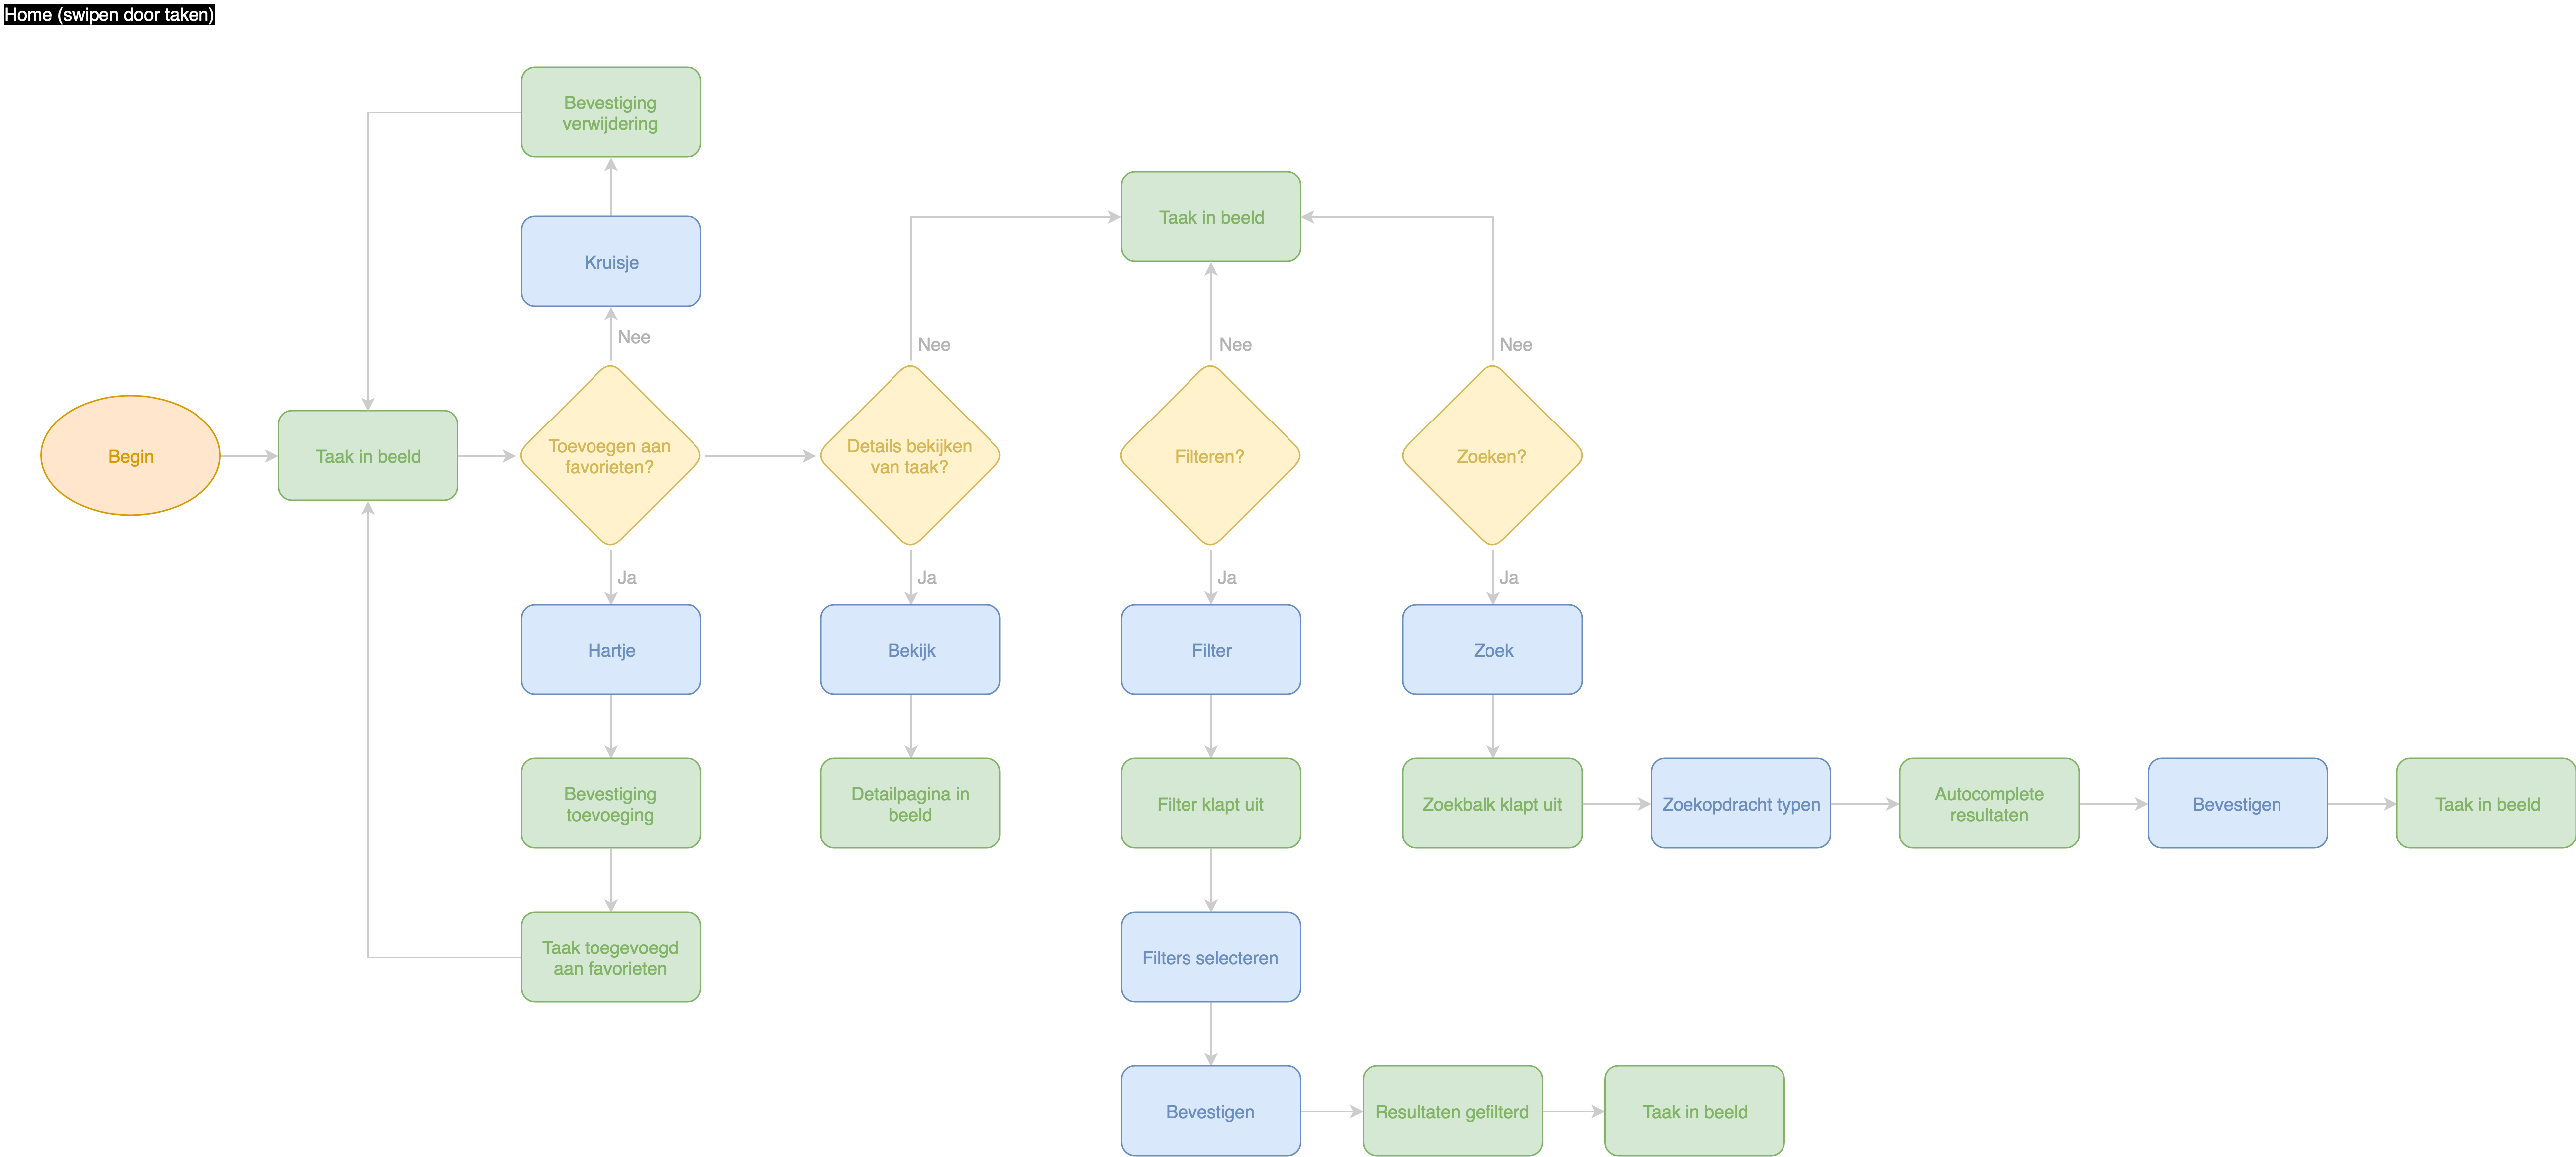 Home (swipen door taken)
Bevestiging
verwijdering
Taak in beeld
Kruisje
Nee
Nee
Nee
Nee
Begin
Taak in beeld
Toevoegen aan
favorieten?
Details bekijken
van taak?
Filteren?
Zoeken?
Ja
Ja
Ja
Ja
Hartje
Bekijk
Filter
Zoek
Bevestiging
toevoeging
Detailpagina in
beeld
Filter klapt uit
Zoekbalk klapt uit
Zoekopdracht typen
Autocomplete
resultaten
Bevestigen
Taak in beeld
Taak toegevoegd
aan favorieten
Filters selecteren
Bevestigen
Resultaten gefilterd
Taak in beeld